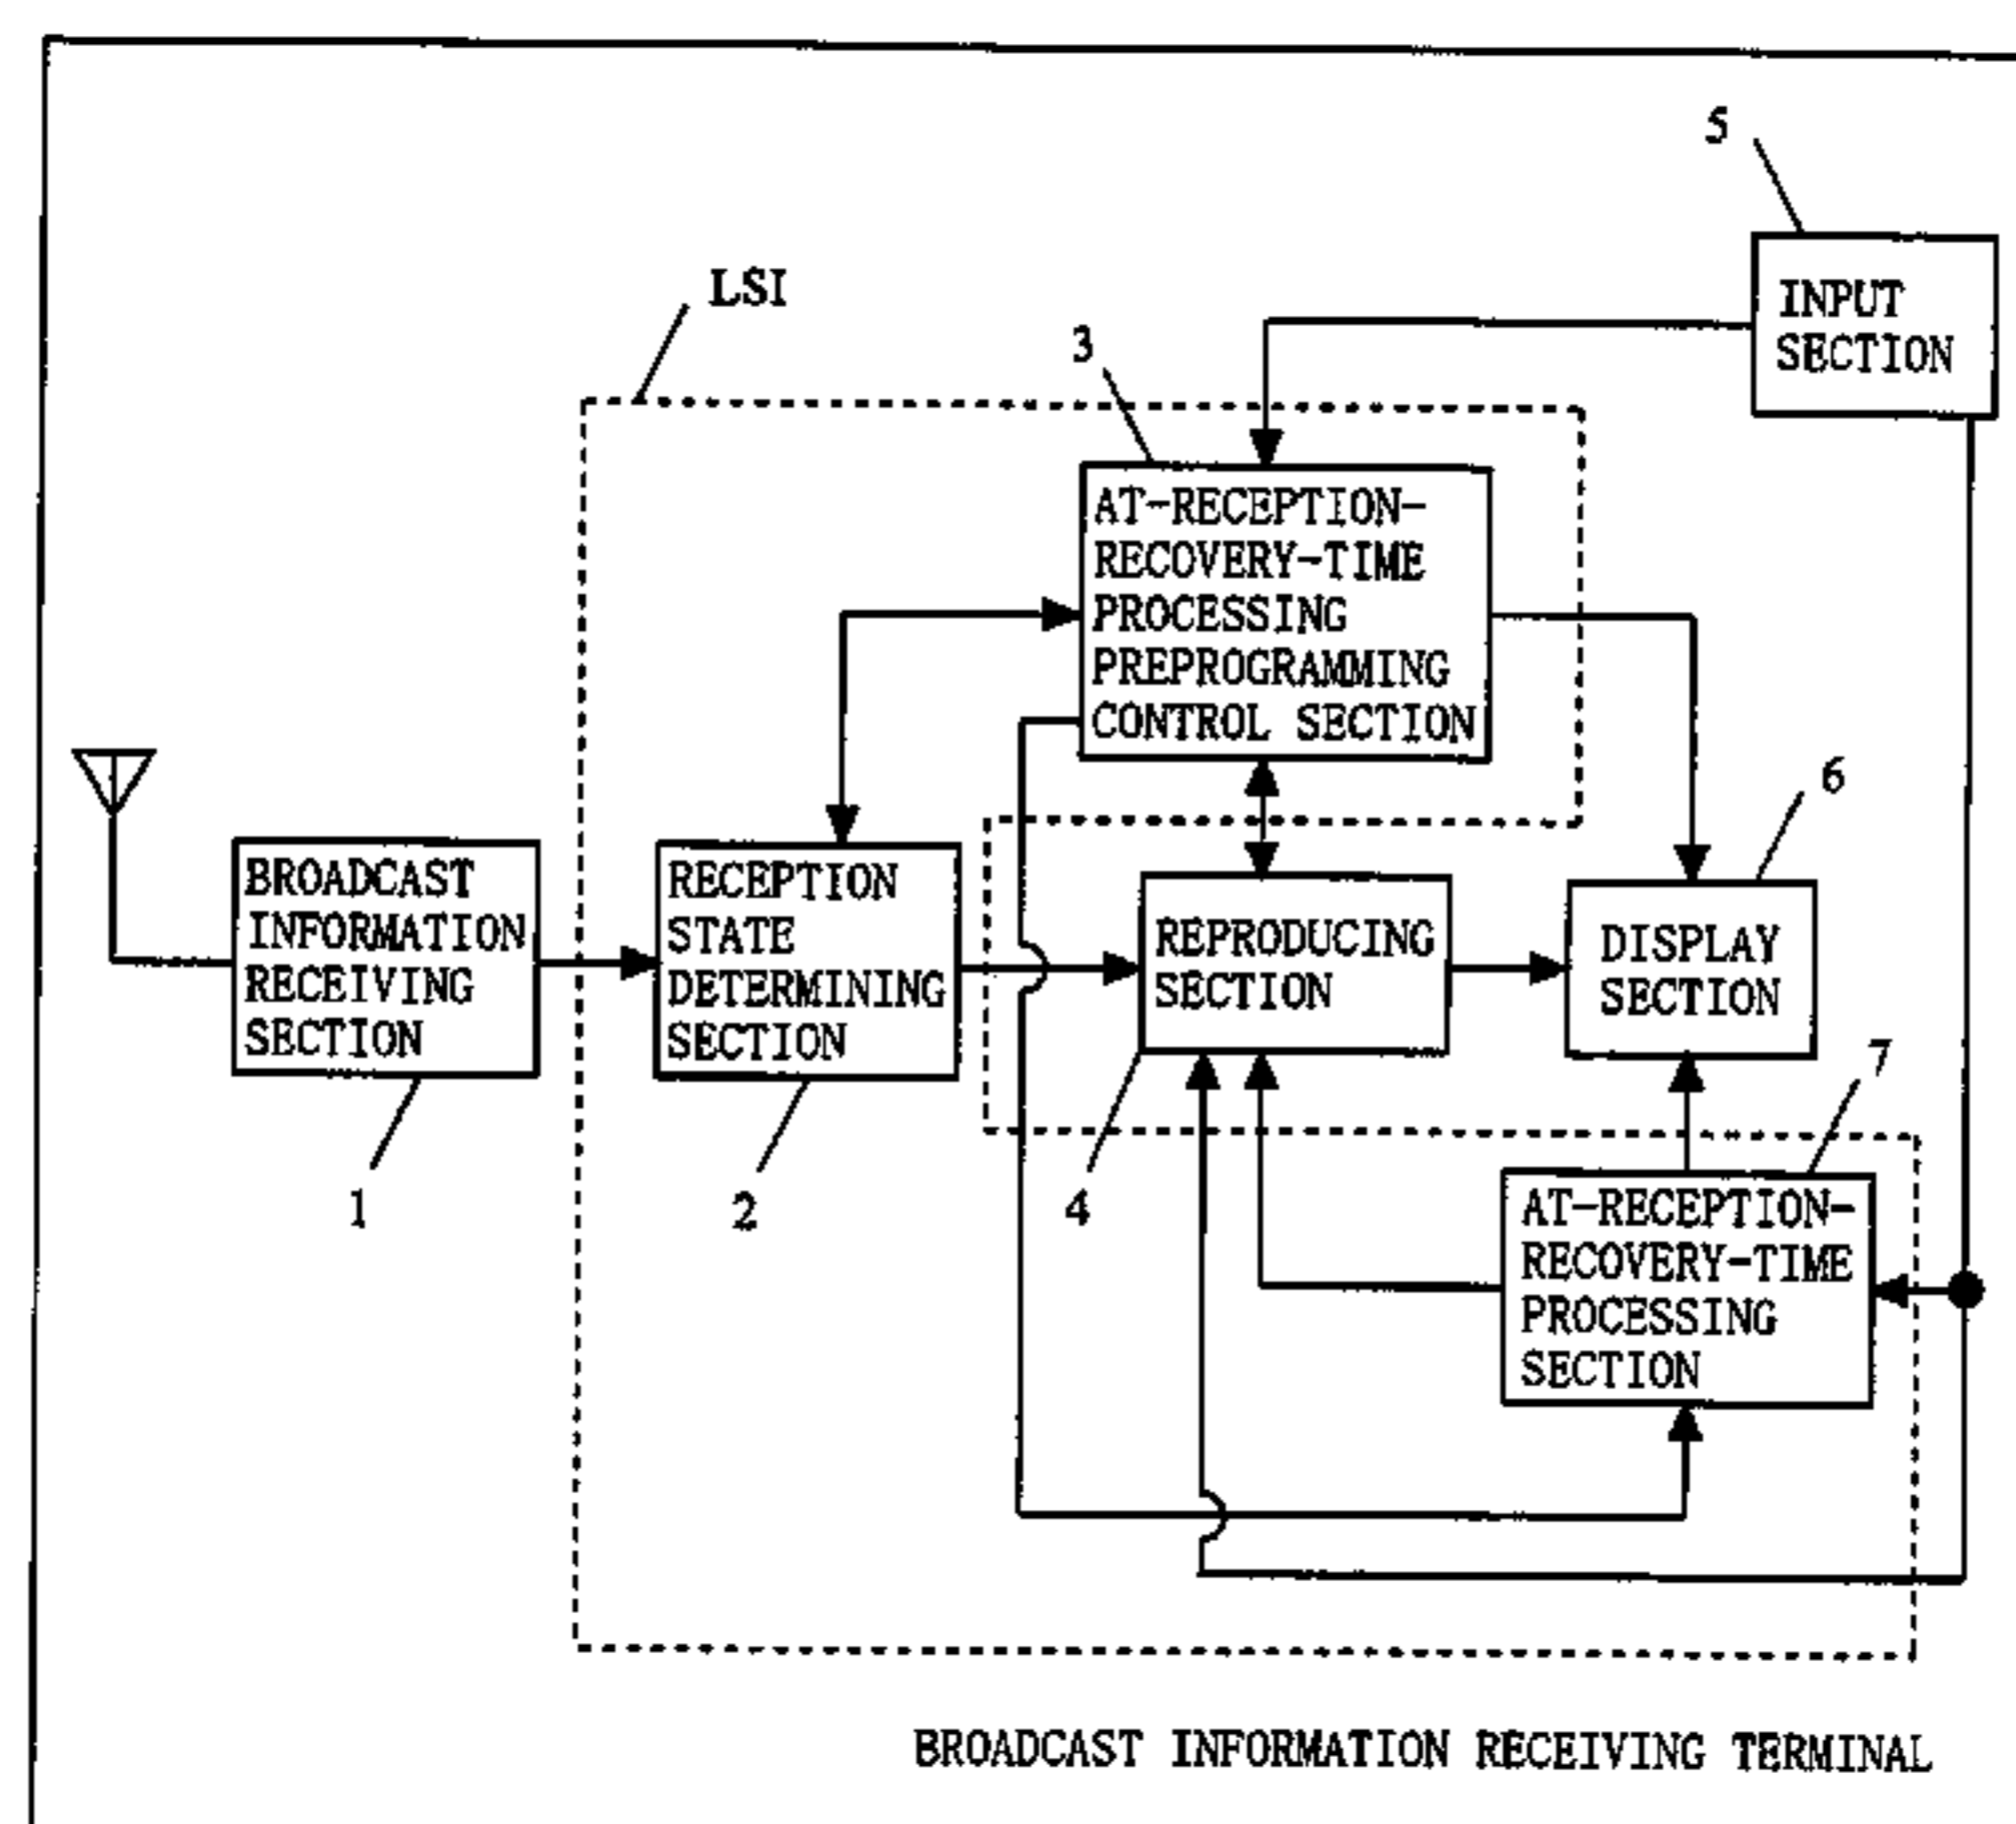 5
INPUT
SECTION
LSI
3
AT-RECEPTION-
RECOVERY-TIME
PROCESSING
PREPROGRAMMING
CONTROL SECTION
6
BROADCAST
INFORMATION
RECEIVING
SECTION
RECEPTION
STATE
DETERMINING
SECTION
REPRODUCING
SECTION
DISPLAY
SECTION
7
1
2
4
AT-RECEPTION-
RECOVERY-TIME
PROCESSING
SECTION
BROADCAST INFORMATION RECEIVING TERMINAL